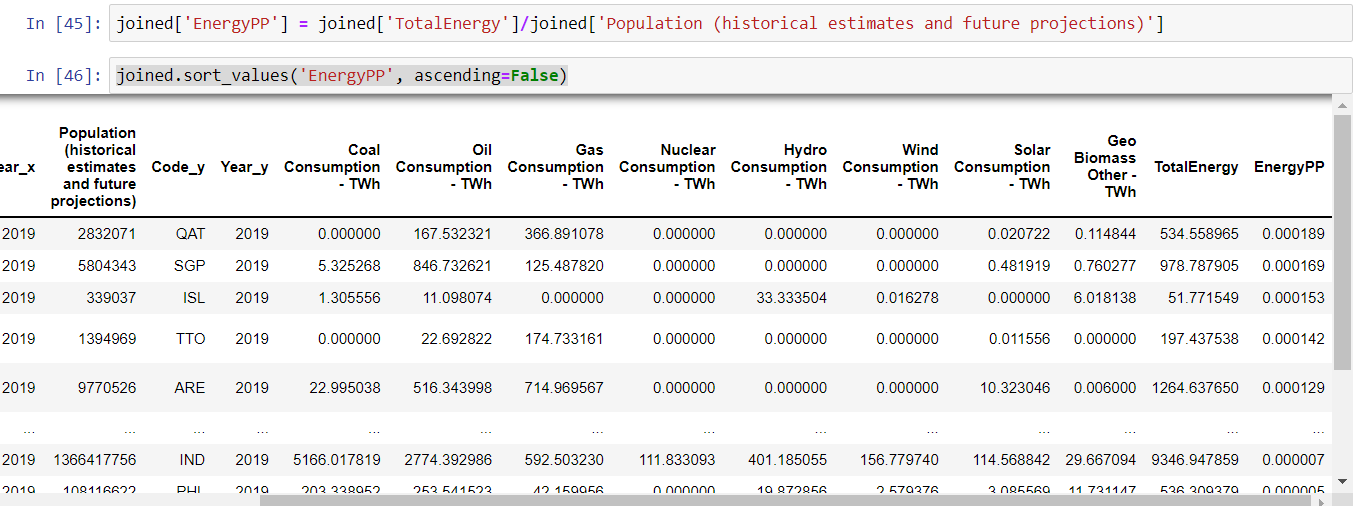 In [45]: joined['EnergyPP'] = joined['TotalEnergy']/joined['Population (historical estimates and future projections)']
In [46]: joined.sort_values('EnergyPP', ascending=False)
ear_x Population (historical estimates and future projections) Code_y Year_y Coal Consumption - TWh Oil Consumption - TWh Gas Consumption - TWh Nuclear Consumption - TWh Hydro Consumption - TWh Wind Consumption - TWh Solar Consumption - TWh Geo Biomass Other - TWh TotalEnergy EnergyPP
2019 2832071 QAT 2019 0.000000 167.532321 366.891078 0.000000 0.000000 0.000000 0.020722 0.114844 534.558965 0.000189
2019 5804343 SGP 2019 5.325268 846.732621 125.487820 0.000000 0.000000 0.000000 0.481919 0.760277 978.787905 0.000169
2019 339037 ISL 2019 1.305556 11.098074 0.000000 0.000000 33.333504 0.016278 0.000000 6.018138 51.771549 0.000153
2019 1394969 TTO 2019 0.000000 22.692822 174.733161 0.000000 0.000000 0.000000 0.011556 0.000000 197.437538 0.000142
2019 9770526 ARE 2019 22.995038 516.343998 714.969567 0.000000 0.000000 0.000000 10.323046 0.006000 1264.637650 0.000129
... ... ... ... ... ... ... ... ... ... ... ... ... ...
2019 1366417756 IND 2019 5166.017819 2774.392986 592.503230 111.833093 401.185055 156.779740 114.568842 29.667094 9346.947859 0.000007
2019 108116622 PHL 2019 203.338952 253.541523 42.159956 0.000000 19.872856 2.579376 3.085569 11.731147 536.309379 0.000005